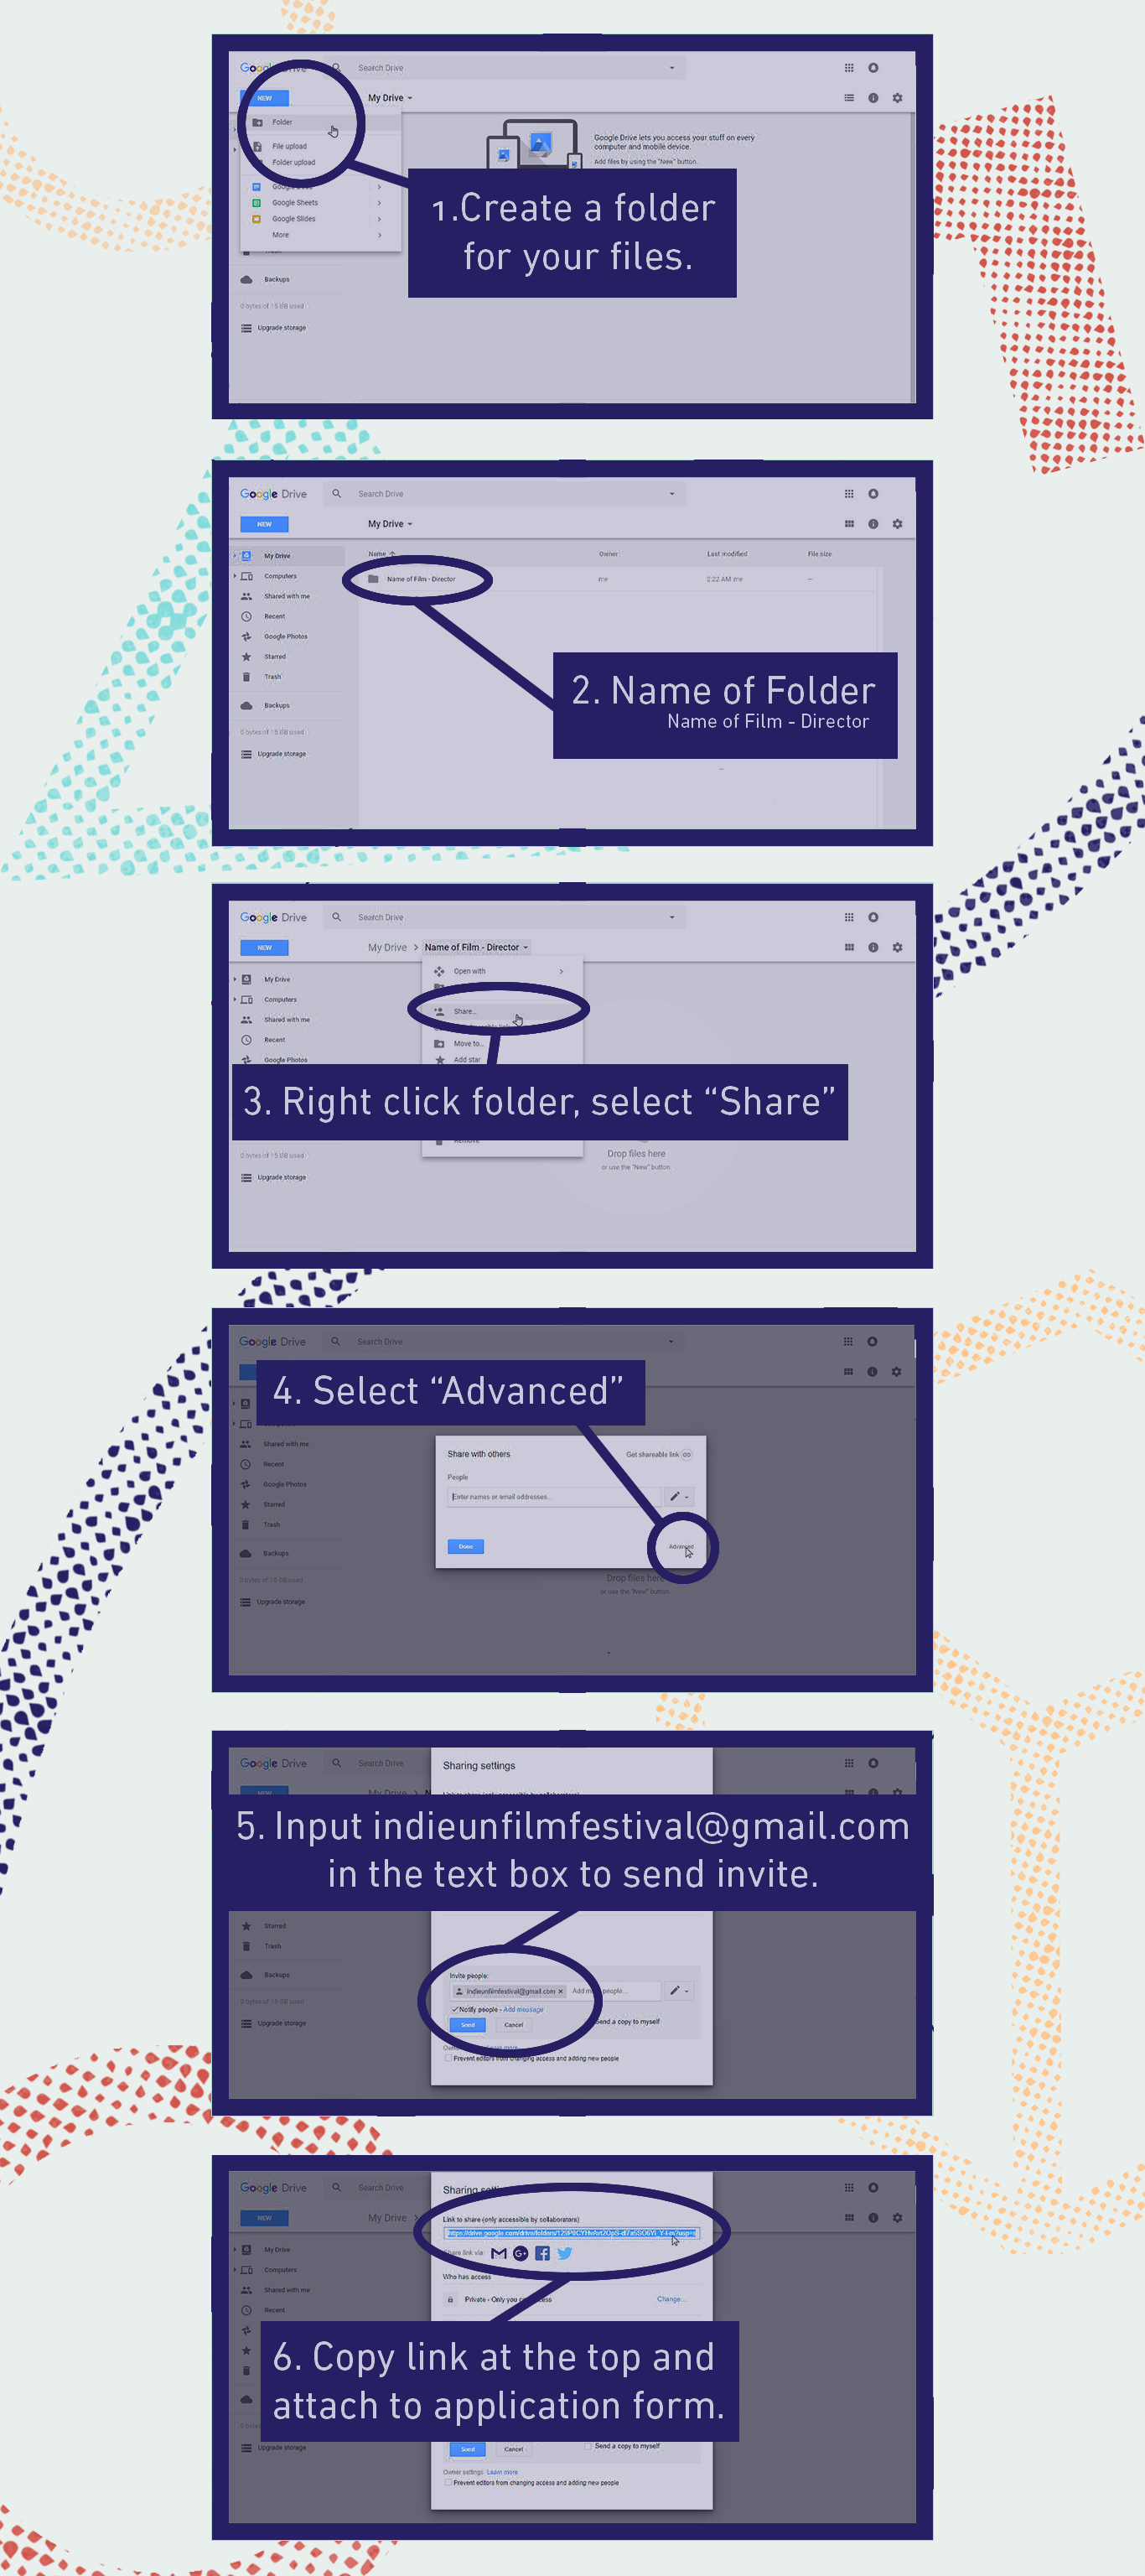 Google Drive
Search Drive
NEW
My Drive
Folder
File upload
Folder upload
Google Docs
Google Sheets
Google Slides
More
Backups
0 bytes of 15 GB used
Upgrade storage
Google Drive lets you access your stuff on every
computer and mobile device.
Add files by using the "New" button.
1.Create a folder
for your files.
Google Drive
Search Drive
NEW
My Drive
My Drive
Computers
Shared with me
Recent
Google Photos
Starred
Trash
Backups
0 bytes of 15 GB used
Upgrade storage
Name
Owner
Last modified
File size
Name of Film - Director
me
2:22 AM me
2. Name of Folder
Name of Film - Director
Google Drive
Search Drive
NEW
My Drive > Name of Film - Director
My Drive
Computers
Shared with me
Recent
Google Photos
Open with
Share...
Move to...
Add star
3. Right click folder, select “Share”
Remove
0 bytes of 15 GB used
Upgrade storage
Drop files here
or use the "New" button.
Google Drive
Search Drive
4. Select “Advanced”
Shared with me
Recent
Google Photos
Starred
Trash
Backups
0 bytes of 15 GB used
Upgrade storage
Share with others
Get shareable link
People
Enter names or email addresses...
Done
Advanced
Drop files here
or use the "New" button.
Google Drive
Search Drive
NEW
My Drive
Sharing settings
5. Input indieunfilmfestival@gmail.com
in the text box to send invite.
Starred
Trash
Backups
0 bytes of 15 GB used
Upgrade storage
Invite people:
indieunfilmfestival@gmail.com ×
Add more people...
Notify people - Add message
Send
Cancel
Send a copy to myself
Prevent editors from changing access and adding new people
Google Drive
Search Drive
NEW
My Drive
My Drive
Computers
Shared with me
Recent
Sharing settings
Link to share (only accessible by collaborators)
Share link via:
Who has access
Private - Only you can access
Change...
6. Copy link at the top and
attach to application form.
Upgrade storage
Send
Cancel
Send a copy to myself
Owner settings Learn more
Prevent editors from changing access and adding new people